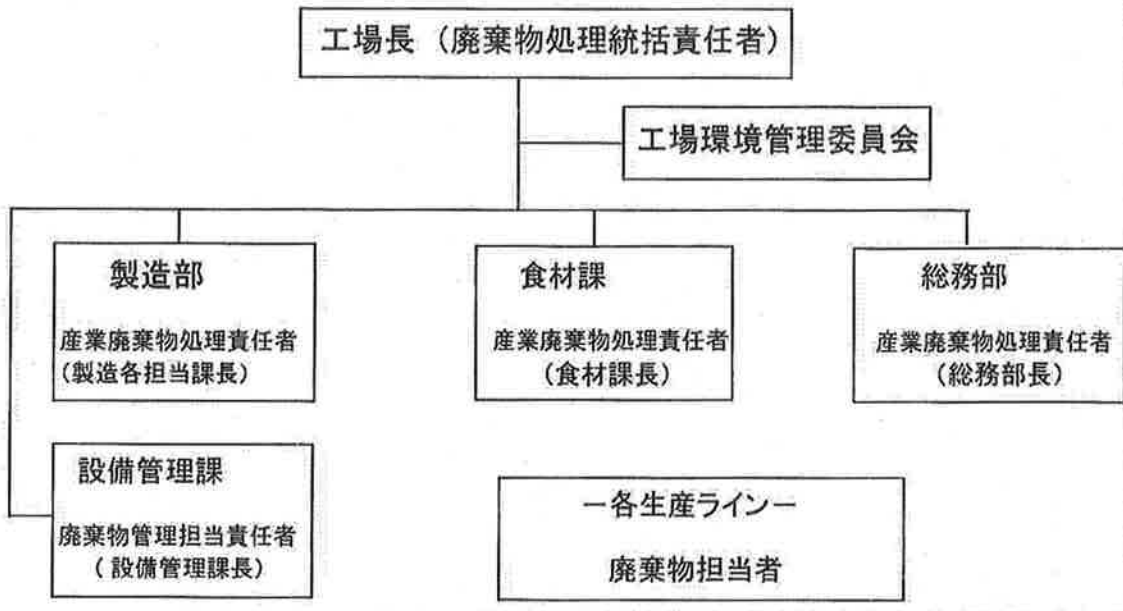 工場長（廃棄物処理統括責任者）
工場環境管理委員会
製造部
産業廃棄物処理責任者
(製造各担当課長)
食材課
産業廃棄物処理責任者
(食材課長)
総務部
産業廃棄物処理責任者
(総務部長)
設備管理課
廃棄物管理担当責任者
(設備管理課長)
－各生産ライン－
廃棄物担当者